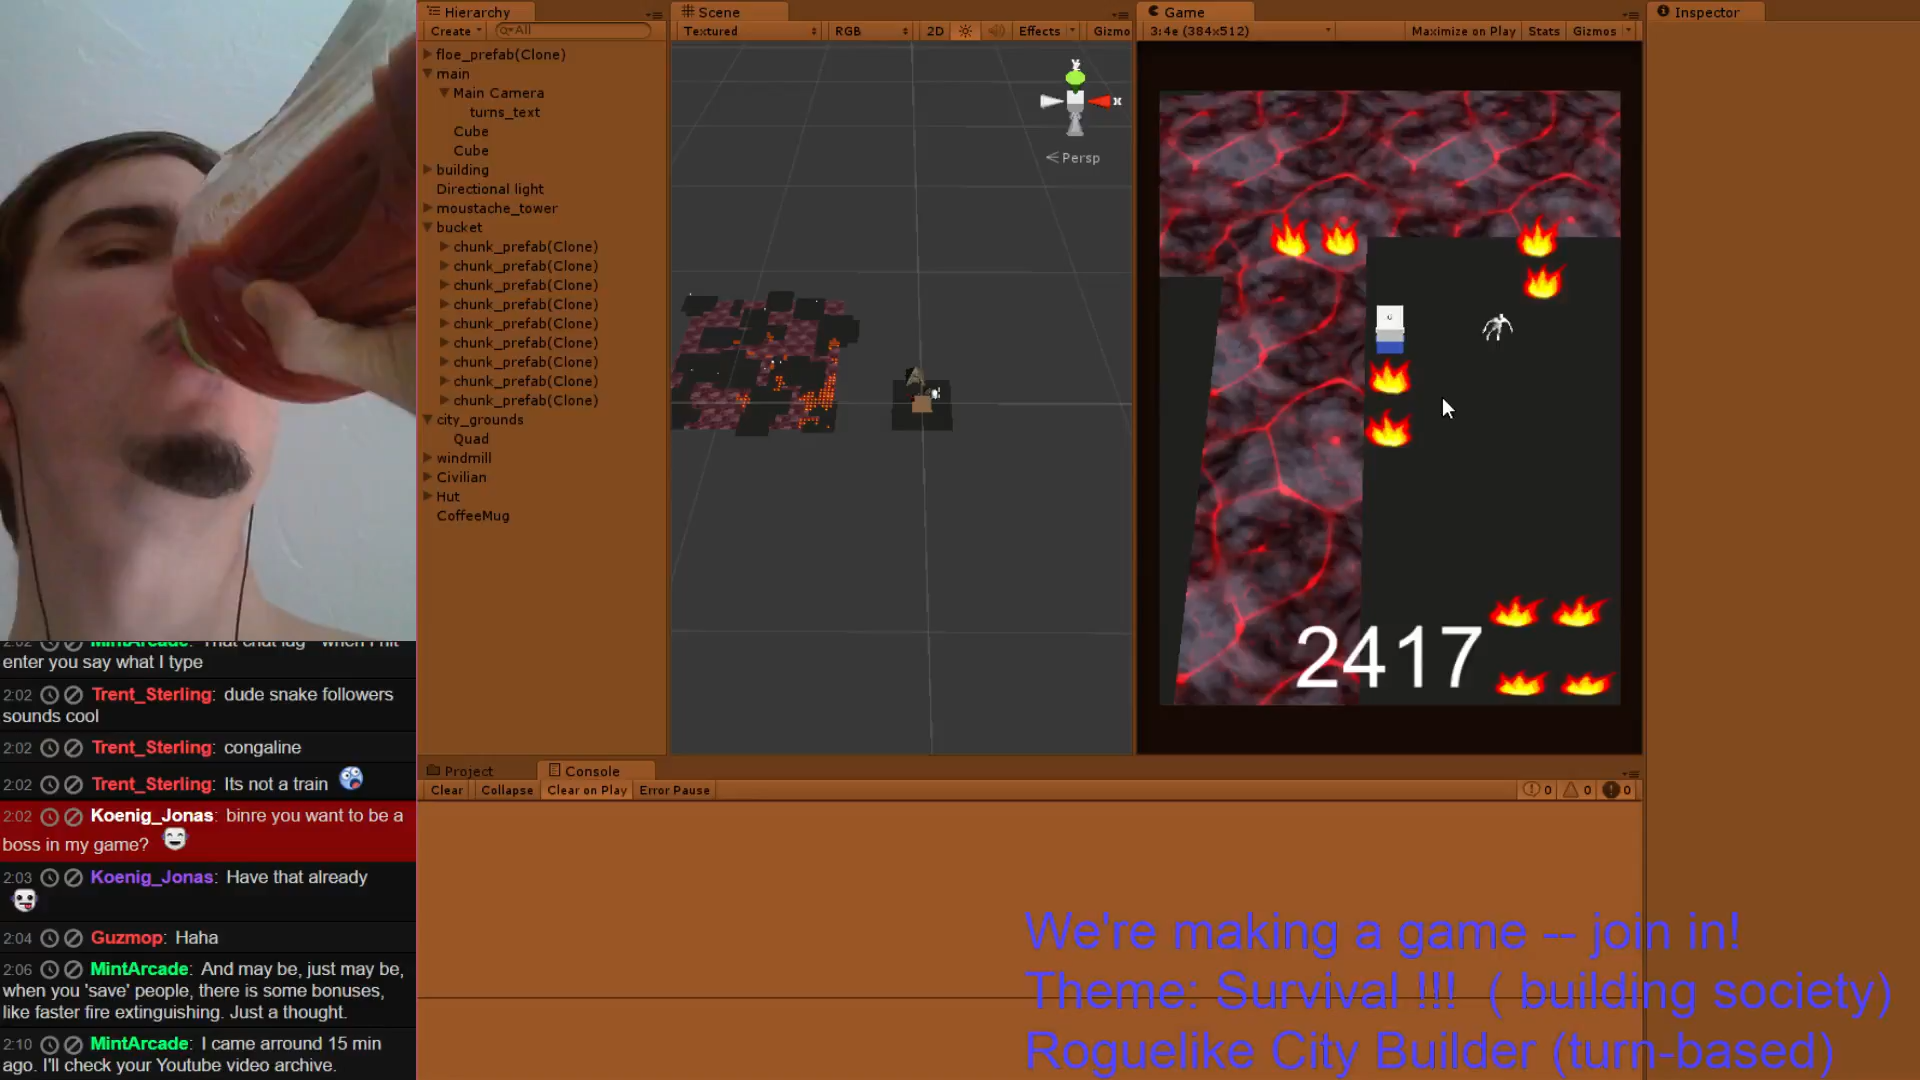 Hierarchy
Create
All
floe_prefab(Clone)
main
Main Camera
turns_text
Cube
Cube
building
Directional light
moustache_tower
bucket
chunk_prefab(Clone)
chunk_prefab(Clone)
chunk_prefab(Clone)
chunk_prefab(Clone)
chunk_prefab(Clone)
chunk_prefab(Clone)
chunk_prefab(Clone)
chunk_prefab(Clone)
chunk_prefab(Clone)
city_grounds
Quad
windmill
Civilian
Hut
CoffeeMug
Scene
Textured RGB 2D Effects Gizmo
y
x
Persp
Game
3:4e (384x512) Maximize on Play Stats Gizmos
2417
Inspector
Project Console
Clear Collapse Clear on Play Error Pause 0 0 0
enter you say what I type
2:02 Trent_Sterling: dude snake followers
sounds cool
2:02 Trent_Sterling: congaline
2:02 Trent_Sterling: Its not a train
2:02 Koenig_Jonas: binre you want to be a
boss in my game?
2:03 Koenig_Jonas: Have that already
2:04 Guzmop: Haha
2:06 MintArcade: And may be, just may be,
when you 'save' people, there is some bonuses,
like faster fire extinguishing. Just a thought.
2:10 MintArcade: I came arround 15 min
ago. I'll check your Youtube video archive.
We're making a game -- join in!
Theme: Survival !!! ( building society)
Roguelike City Builder (turn-based)